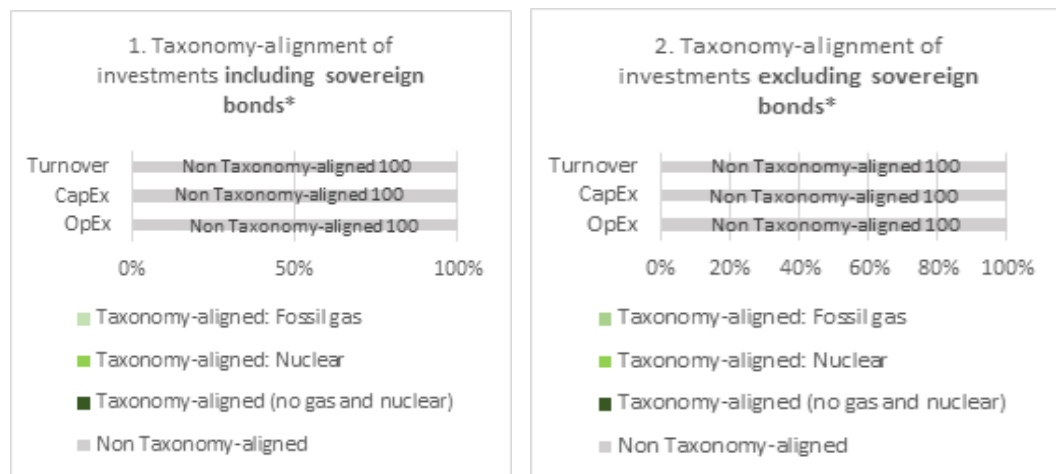 1. Taxonomy-alignment of
investments including sovereign
bonds*
Turnover
Non Taxonomy-aligned 100
CapEx
Non Taxonomy-aligned 100
OpEx
Non Taxonomy-aligned 100
0% 50% 100%
Taxonomy-aligned: Fossil gas
Taxonomy-aligned: Nuclear
Taxonomy-aligned (no gas and nuclear)
Non Taxonomy-aligned
2. Taxonomy-alignment of
investments excluding sovereign
bonds*
Turnover
Non Taxonomy-aligned 100
CapEx
Non Taxonomy-aligned 100
OpEx
Non Taxonomy-aligned 100
0% 20% 40% 60% 80% 100%
Taxonomy-aligned: Fossil gas
Taxonomy-aligned: Nuclear
Taxonomy-aligned (no gas and nuclear)
Non Taxonomy-aligned